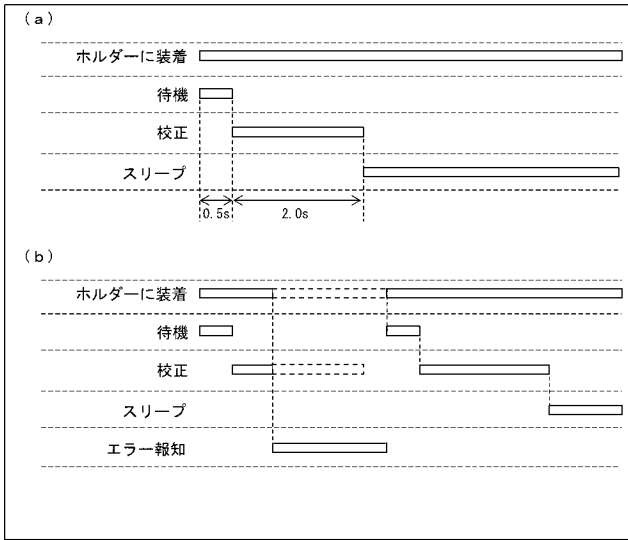 (a)
ホルダーに装着
待機
校正
スリープ
0.5s 2.0s
(b)
ホルダーに装着
待機
校正
スリープ
エラー報知